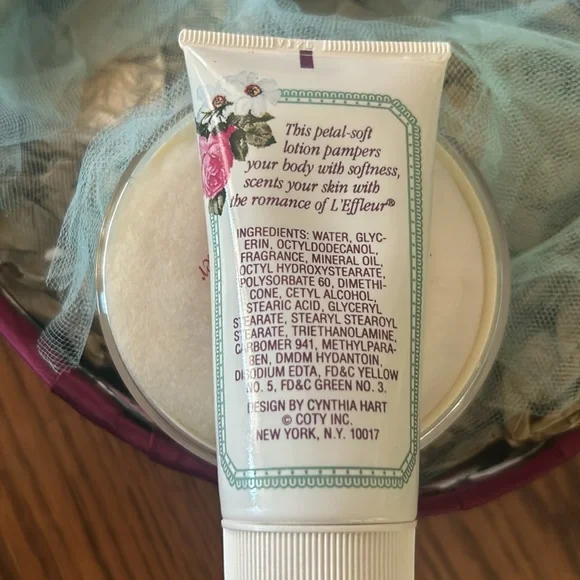 This petal-soft
lotion pampers
your body with softness,
scents your skin with
the romance of L'Effleur®
INGREDIENTS: WATER, GLYC-
ERIN, OCTYLDODECANOL,
FRAGRANCE, MINERAL OIL,
OCTYL HYDROXYSTEARATE,
POLYSORBATE 60, DIMETHI-
CONE, CETYL ALCOHOL,
STEARIC ACID, GLYCERYL
STEARATE, STEARYL STEAROYL
STEARATE, TRIETHANOLAMINE,
CARBOMER 941, METHYLPARA-
BEN, DMDM HYDANTOIN,
DISODIUM EDTA, FD&C YELLOW
NO. 5, FD&C GREEN NO. 3.
DESIGN BY CYNTHIA HART
© COTY INC.
NEW YORK, N.Y. 10017